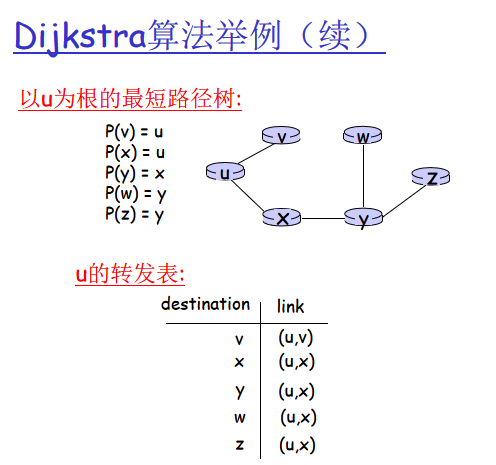 Dijkstra算法举例（续）
以u为根的最短路径树:
P(v) = u
P(x) = u
P(y) = x
P(w) = y
P(z) = y
v
w
u
z
x
y
u的转发表:
destination link
v (u,v)
x (u,x)
y (u,x)
w (u,x)
z (u,x)